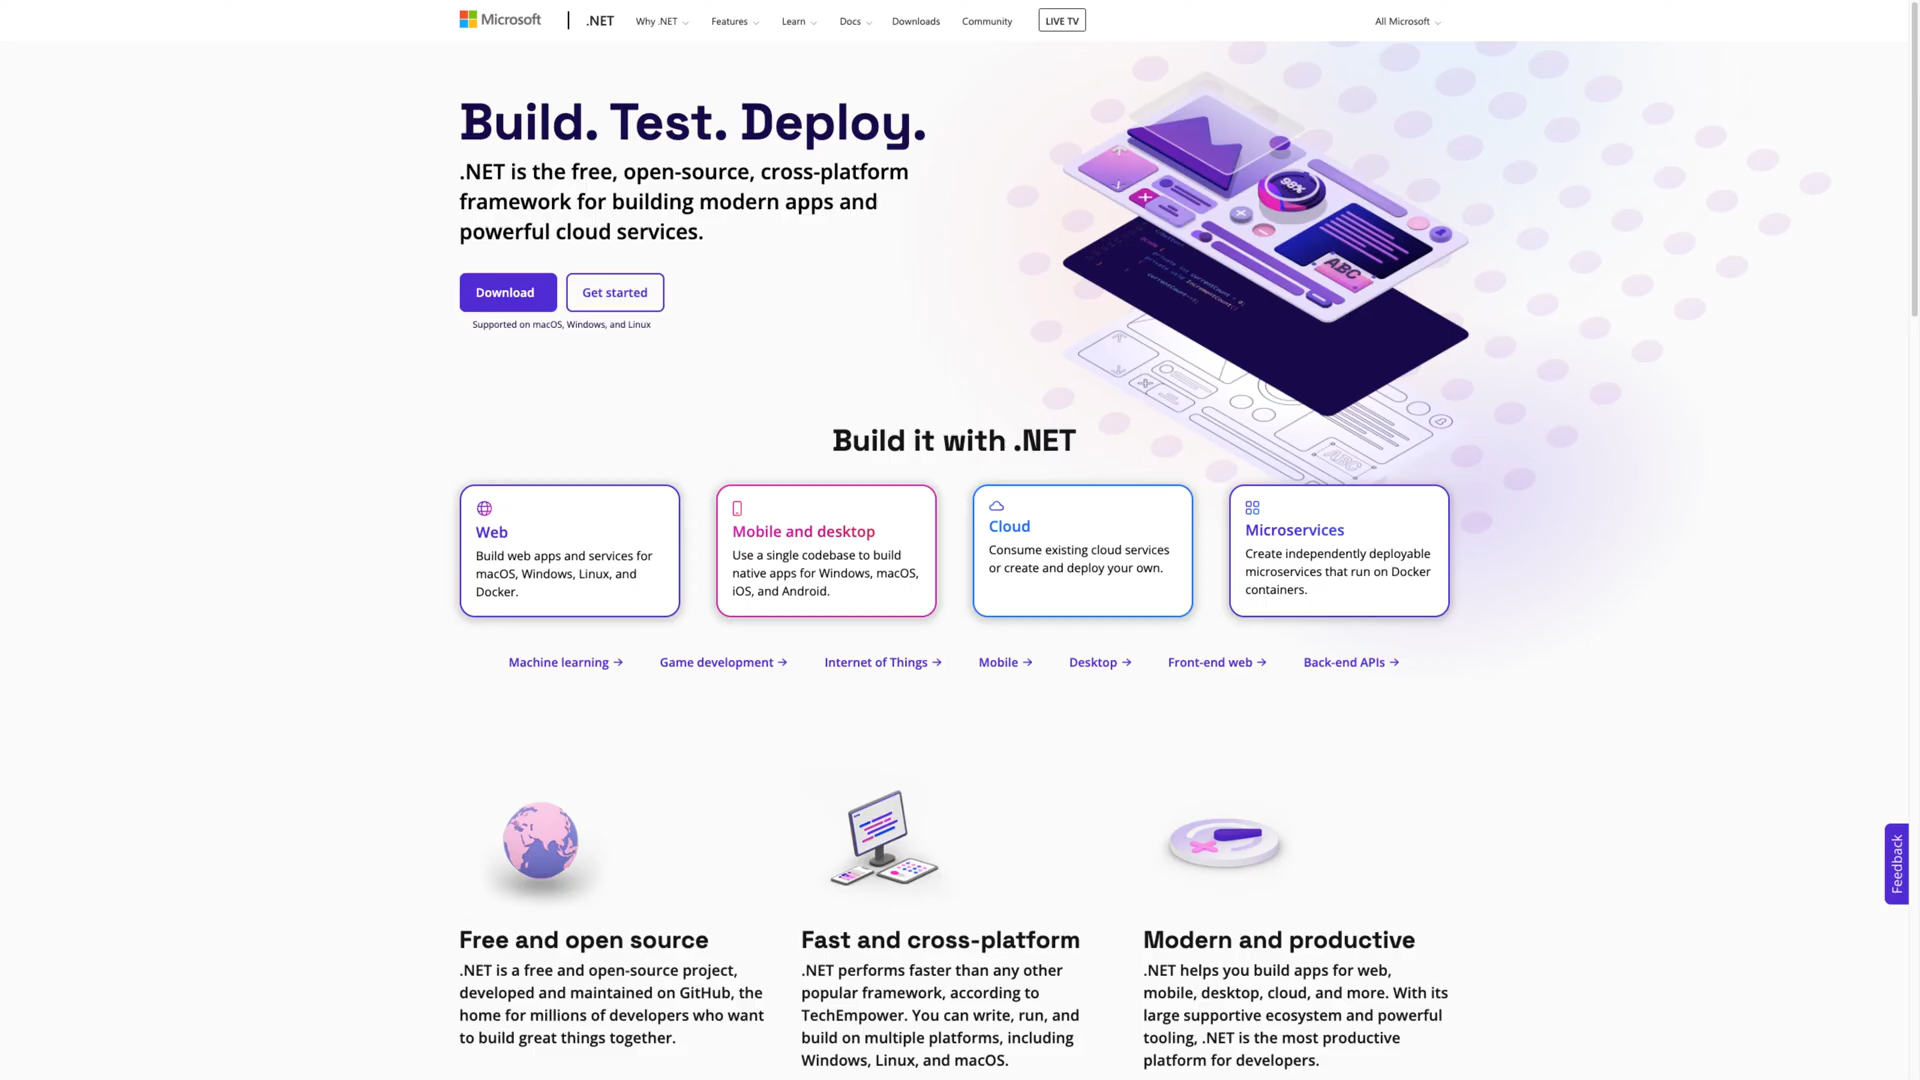 Microsoft
.NET
Why .NET
Features
Learn
Docs
Downloads
Community
LIVE TV
All Microsoft
Build. Test. Deploy.
.NET is the free, open-source, cross-platform
framework for building modern apps and
powerful cloud services.
Download
Get started
Supported on macOS, Windows, and Linux
98%
ABC
ABC
Build it with .NET
Web
Build web apps and services for
macOS, Windows, Linux, and
Docker.
Mobile and desktop
Use a single codebase to build
native apps for Windows, macOS,
iOS, and Android.
Cloud
Consume existing cloud services
or create and deploy your own.
Microservices
Create independently deployable
microservices that run on Docker
containers.
Machine learning →
Game development →
Internet of Things →
Mobile →
Desktop →
Front-end web →
Back-end APIs →
Feedback
Free and open source
.NET is a free and open-source project,
developed and maintained on GitHub, the
home for millions of developers who want
to build great things together.
Fast and cross-platform
.NET performs faster than any other
popular framework, according to
TechEmpower. You can write, run, and
build on multiple platforms, including
Windows, Linux, and macOS.
Modern and productive
.NET helps you build apps for web,
mobile, desktop, cloud, and more. With its
large supportive ecosystem and powerful
tooling, .NET is the most productive
platform for developers.